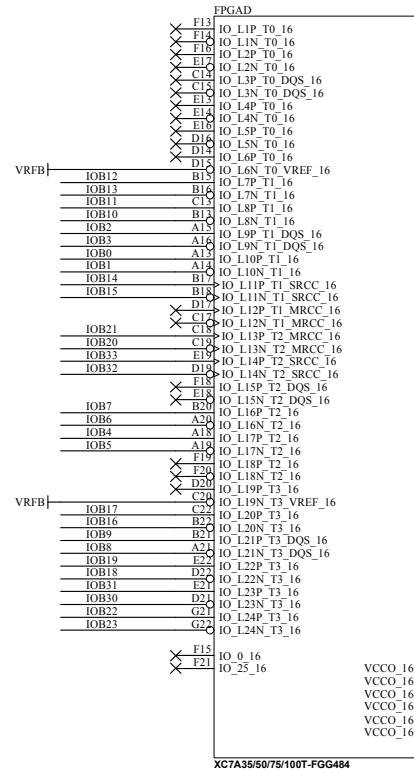 FPGAD
F13 IO_L1P_T0_16
F14 IO_L1N_T0_16
F16 IO_L2P_T0_16
E17 IO_L2N_T0_16
C14 IO_L3P_T0_DQS_16
C15 IO_L3N_T0_DQS_16
E13 IO_L4P_T0_16
E14 IO_L4N_T0_16
E16 IO_L5P_T0_16
D16 IO_L5N_T0_16
D14 IO_L6P_T0_16
VRFB D15 IO_L6N_T0_VREF_16
IOB12 B15 IO_L7P_T1_16
IOB13 B16 IO_L7N_T1_16
IOB11 C13 IO_L8P_T1_16
IOB10 B13 IO_L8N_T1_16
IOB2 A15 IO_L9P_T1_DQS_16
IOB3 A16 IO_L9N_T1_DQS_16
IOB0 A13 IO_L10P_T1_16
IOB1 A14 IO_L10N_T1_16
IOB14 B17 IO_L11P_T1_SRCC_16
IOB15 B18 IO_L11N_T1_SRCC_16
D17 IO_L12P_T1_MRCC_16
C17 IO_L12N_T1_MRCC_16
IOB21 C18 IO_L13P_T2_MRCC_16
IOB20 C19 IO_L13N_T2_MRCC_16
IOB33 E19 IO_L14P_T2_SRCC_16
IOB32 D19 IO_L14N_T2_SRCC_16
F18 IO_L15P_T2_DQS_16
E18 IO_L15N_T2_DQS_16
IOB7 B20 IO_L16P_T2_16
IOB6 A20 IO_L16N_T2_16
IOB4 A18 IO_L17P_T2_16
IOB5 A19 IO_L17N_T2_16
F19 IO_L18P_T2_16
F20 IO_L18N_T2_16
D20 IO_L19P_T3_16
VRFB C20 IO_L19N_T3_VREF_16
IOB17 C22 IO_L20P_T3_16
IOB16 B22 IO_L20N_T3_16
IOB9 B21 IO_L21P_T3_DQS_16
IOB8 A21 IO_L21N_T3_DQS_16
IOB19 E22 IO_L22P_T3_16
IOB18 D22 IO_L22N_T3_16
IOB31 E21 IO_L23P_T3_16
IOB30 D21 IO_L23N_T3_16
IOB22 G21 IO_L24P_T3_16
IOB23 G22 IO_L24N_T3_16
F15 IO_0_16
F21 IO_25_16 VCCO_16
VCCO_16
VCCO_16
VCCO_16
VCCO_16
VCCO_16
XC7A35/50/75/100T-FGG484